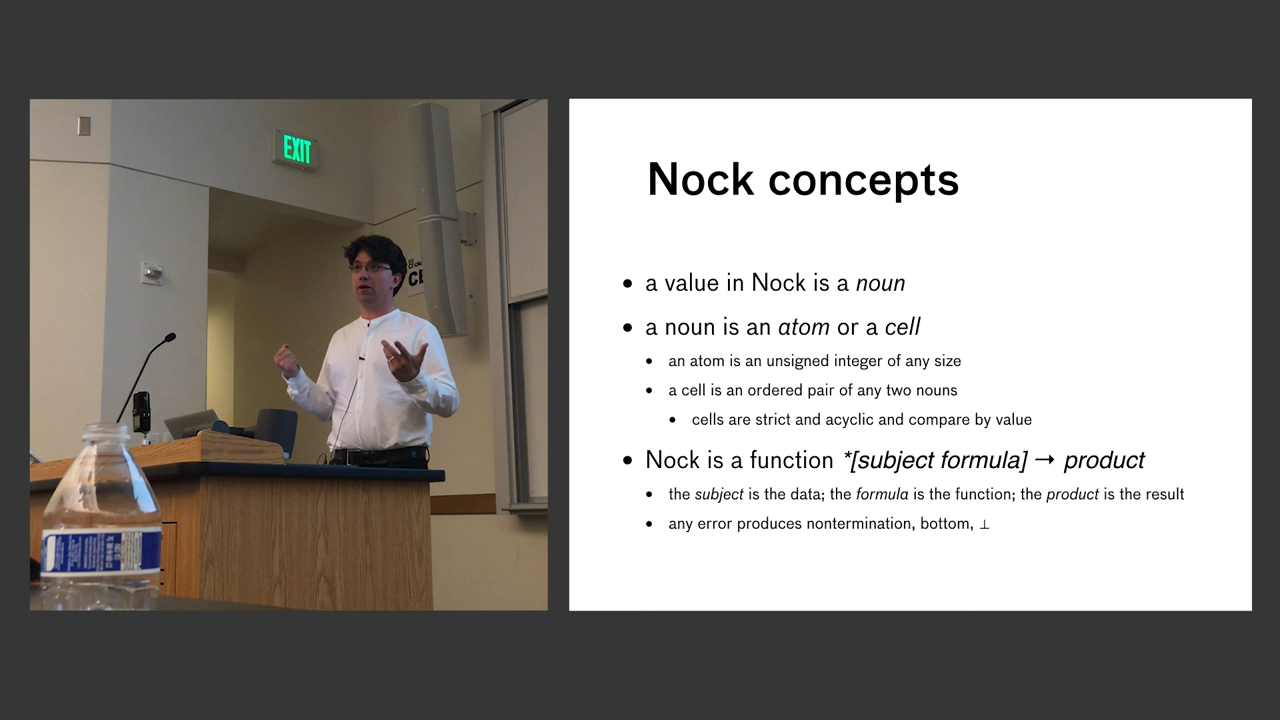 EXIT
Nock concepts
• a value in Nock is a noun
• a noun is an atom or a cell
• an atom is an unsigned integer of any size
• a cell is an ordered pair of any two nouns
• cells are strict and acyclic and compare by value
• Nock is a function *[subject formula] → product
• the subject is the data; the formula is the function; the product is the result
• any error produces nontermination, bottom, ⊥